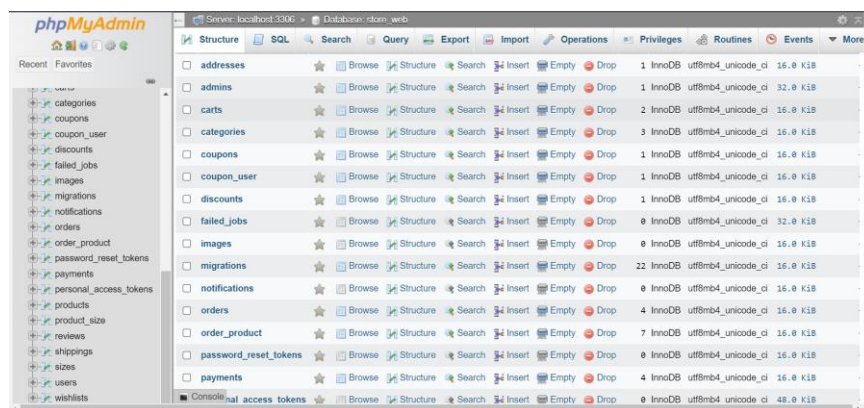 phpMyAdmin
Server: localhost:3306 » Database: store_web
Structure SQL Search Query Export Import Operations Privileges Routines Events More
Recent Favorites
carts
categories
coupons
coupon_user
discounts
failed_jobs
images
migrations
notifications
orders
order_product
password_reset_tokens
payments
personal_access_tokens
products
product_size
reviews
shippings
sizes
users
wishlists
addresses Browse Structure Search Insert Empty Drop 1 InnoDB utf8mb4_unicode_ci 16.0 KiB -
admins Browse Structure Search Insert Empty Drop 1 InnoDB utf8mb4_unicode_ci 32.0 KiB -
carts Browse Structure Search Insert Empty Drop 2 InnoDB utf8mb4_unicode_ci 16.0 KiB -
categories Browse Structure Search Insert Empty Drop 3 InnoDB utf8mb4_unicode_ci 16.0 KiB -
coupons Browse Structure Search Insert Empty Drop 1 InnoDB utf8mb4_unicode_ci 16.0 KiB -
coupon_user Browse Structure Search Insert Empty Drop 1 InnoDB utf8mb4_unicode_ci 16.0 KiB -
discounts Browse Structure Search Insert Empty Drop 1 InnoDB utf8mb4_unicode_ci 16.0 KiB -
failed_jobs Browse Structure Search Insert Empty Drop 0 InnoDB utf8mb4_unicode_ci 32.0 KiB -
images Browse Structure Search Insert Empty Drop 0 InnoDB utf8mb4_unicode_ci 16.0 KiB -
migrations Browse Structure Search Insert Empty Drop 22 InnoDB utf8mb4_unicode_ci 16.0 KiB -
notifications Browse Structure Search Insert Empty Drop 0 InnoDB utf8mb4_unicode_ci 16.0 KiB -
orders Browse Structure Search Insert Empty Drop 4 InnoDB utf8mb4_unicode_ci 16.0 KiB -
order_product Browse Structure Search Insert Empty Drop 7 InnoDB utf8mb4_unicode_ci 16.0 KiB -
password_reset_tokens Browse Structure Search Insert Empty Drop 0 InnoDB utf8mb4_unicode_ci 16.0 KiB -
payments Browse Structure Search Insert Empty Drop 4 InnoDB utf8mb4_unicode_ci 16.0 KiB -
Console nal_access_tokens Browse Structure Search Insert Empty Drop 0 InnoDB utf8mb4_unicode_ci 48.0 KiB -